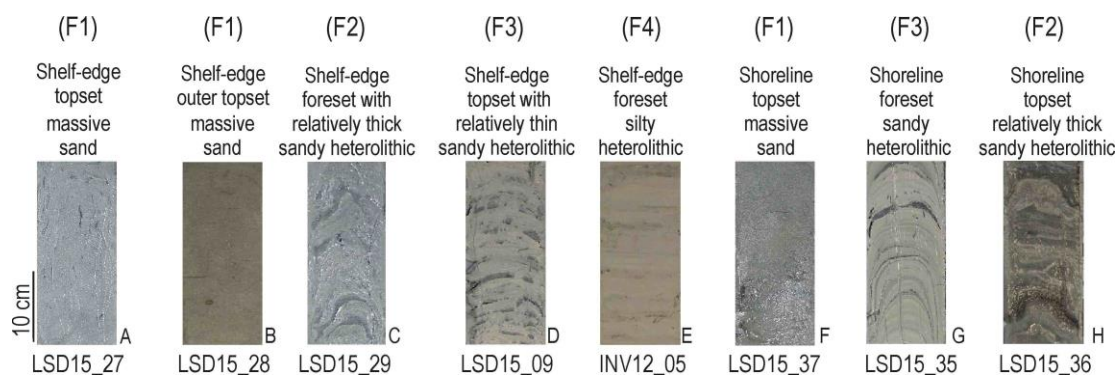 (F1) (F1) (F2) (F3) (F4) (F1) (F3) (F2)
Shelf-edge
topset
massive
sand
Shelf-edge
outer topset
massive
sand
Shelf-edge
foreset with
relatively thick
sandy heterolithic
Shelf-edge
topset with
relatively thin
sandy heterolithic
Shelf-edge
foreset
silty
heterolithic
Shoreline
topset
massive
sand
Shoreline
foreset
sandy
heterolithic
Shoreline
topset
relatively thick
sandy heterolithic
10 cm
A B C D E F G H
LSD15_27 LSD15_28 LSD15_29 LSD15_09 INV12_05 LSD15_37 LSD15_35 LSD15_36